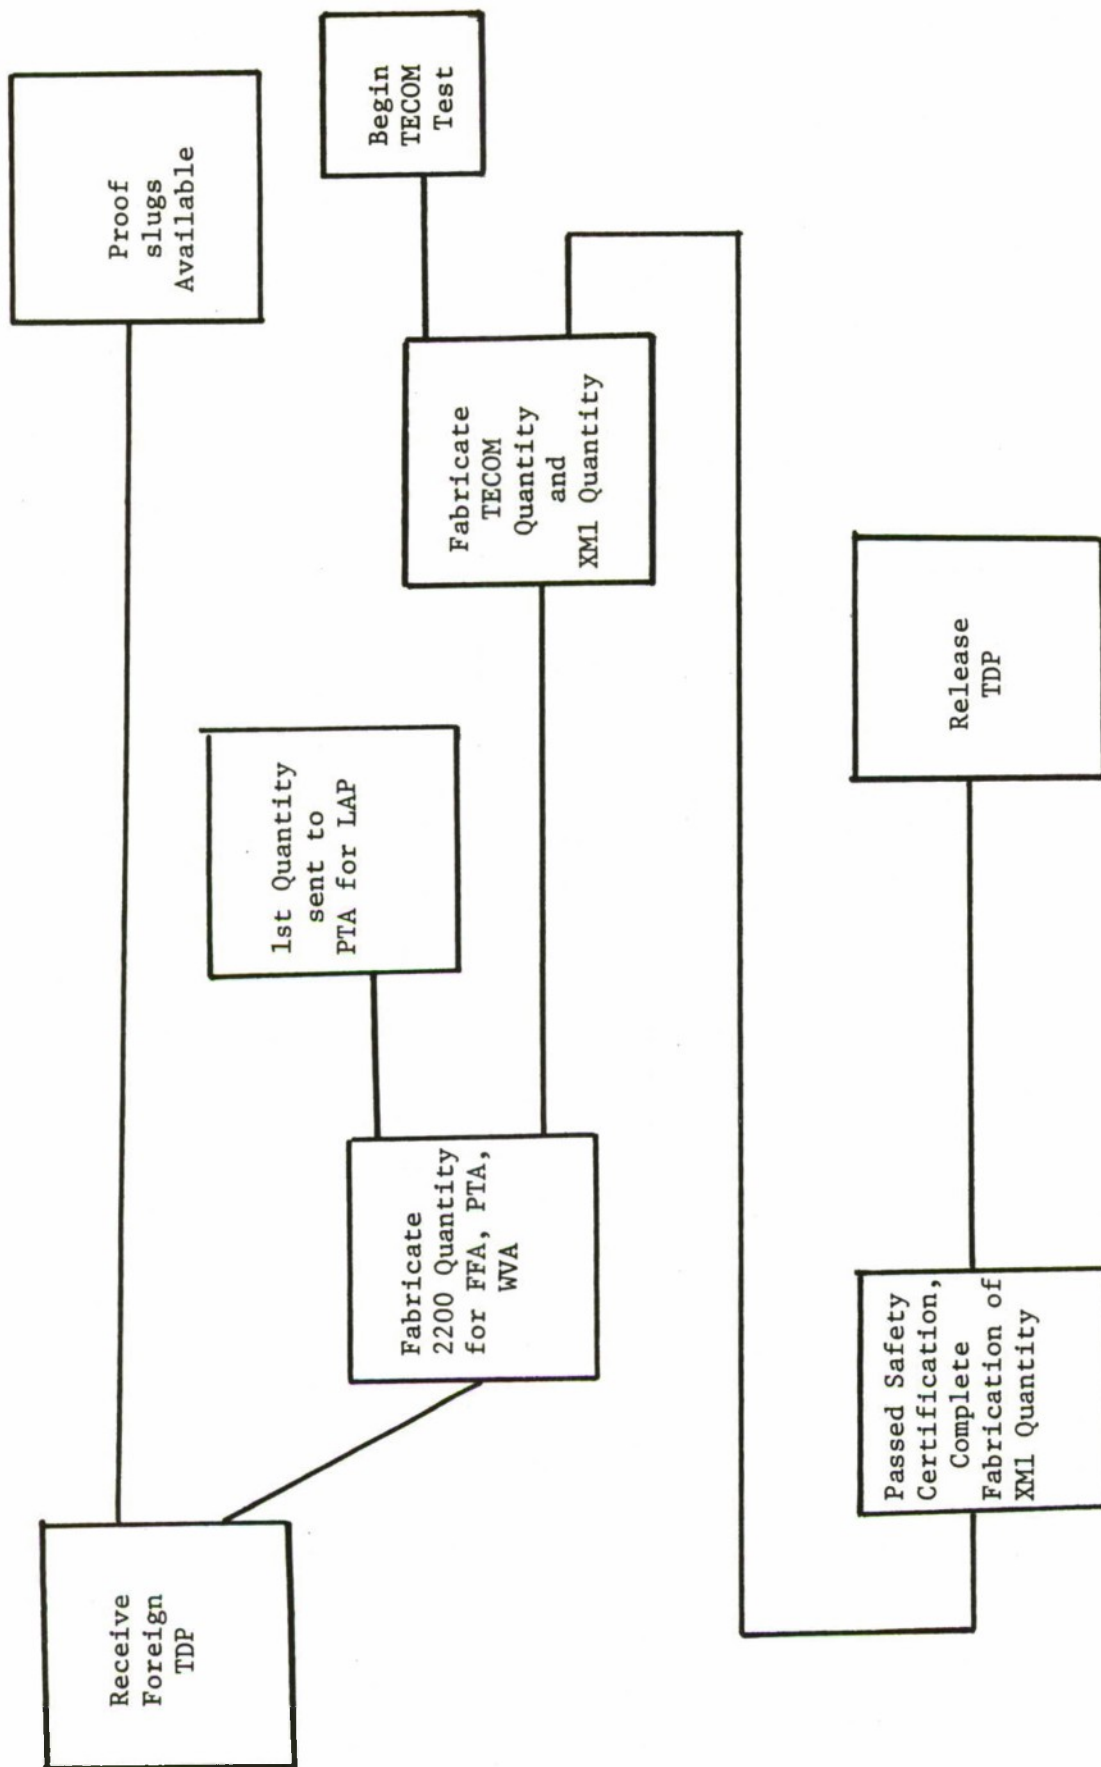 Receive
Foreign
TDP
Proof
slugs
Available
Fabricate
2200 Quantity
for FFA, PTA,
WVA
1st Quantity
sent to
PTA for LAP
Fabricate
TECOM
Quantity
and
XM1 Quantity
Begin
TECOM
Test
Passed Safety
Certification,
Complete
Fabrication of
XM1 Quantity
Release
TDP